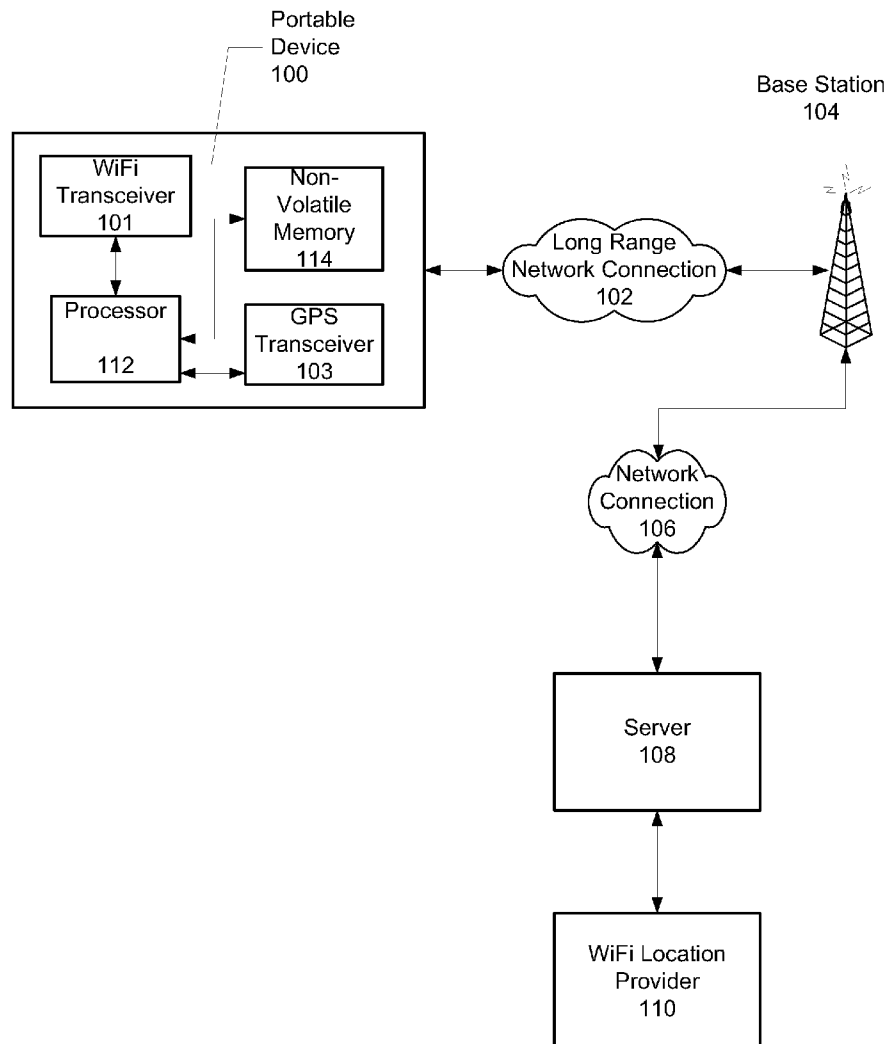 Portable
Device
100
Base Station
104
WiFi
Transceiver
101
Non-
Volatile
Memory
114
Processor
112
GPS
Transceiver
103
Long Range
Network Connection
102
Network
Connection
106
Server
108
WiFi Location
Provider
110